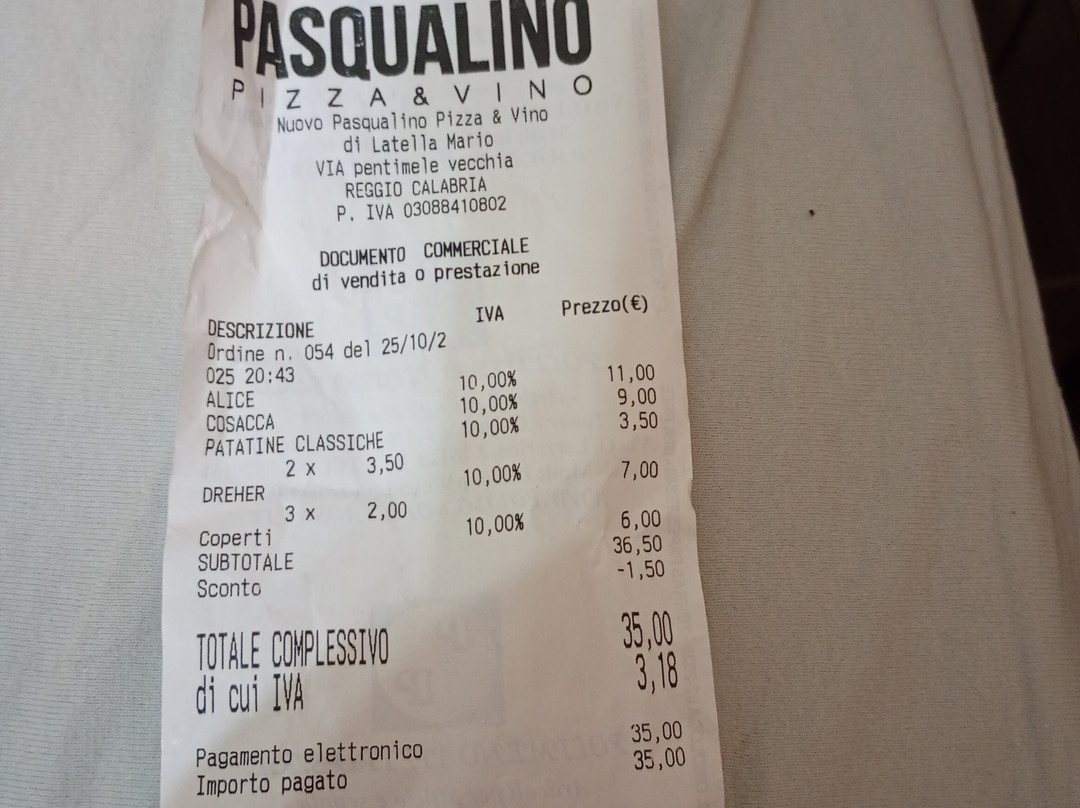 PASQUALINO
PIZZA & VINO
Nuovo Pasqualino Pizza & Vino
di Latella Mario
VIA pentimele vecchia
REGGIO CALABRIA
P. IVA 03088410802
DOCUMENTO COMMERCIALE
di vendita o prestazione
DESCRIZIONE IVA Prezzo(€)
Ordine n. 054 del 25/10/2
025 20:43
ALICE 10,00% 11,00
COSACCA 10,00% 9,00
PATATINE CLASSICHE 10,00% 3,50
2 x 3,50
DREHER 10,00% 7,00
3 x 2,00
Coperti 10,00% 6,00
SUBTOTALE 36,50
Sconto -1,50
TOTALE COMPLESSIVO 35,00
di cui IVA 3,18
Pagamento elettronico 35,00
Importo pagato 35,00